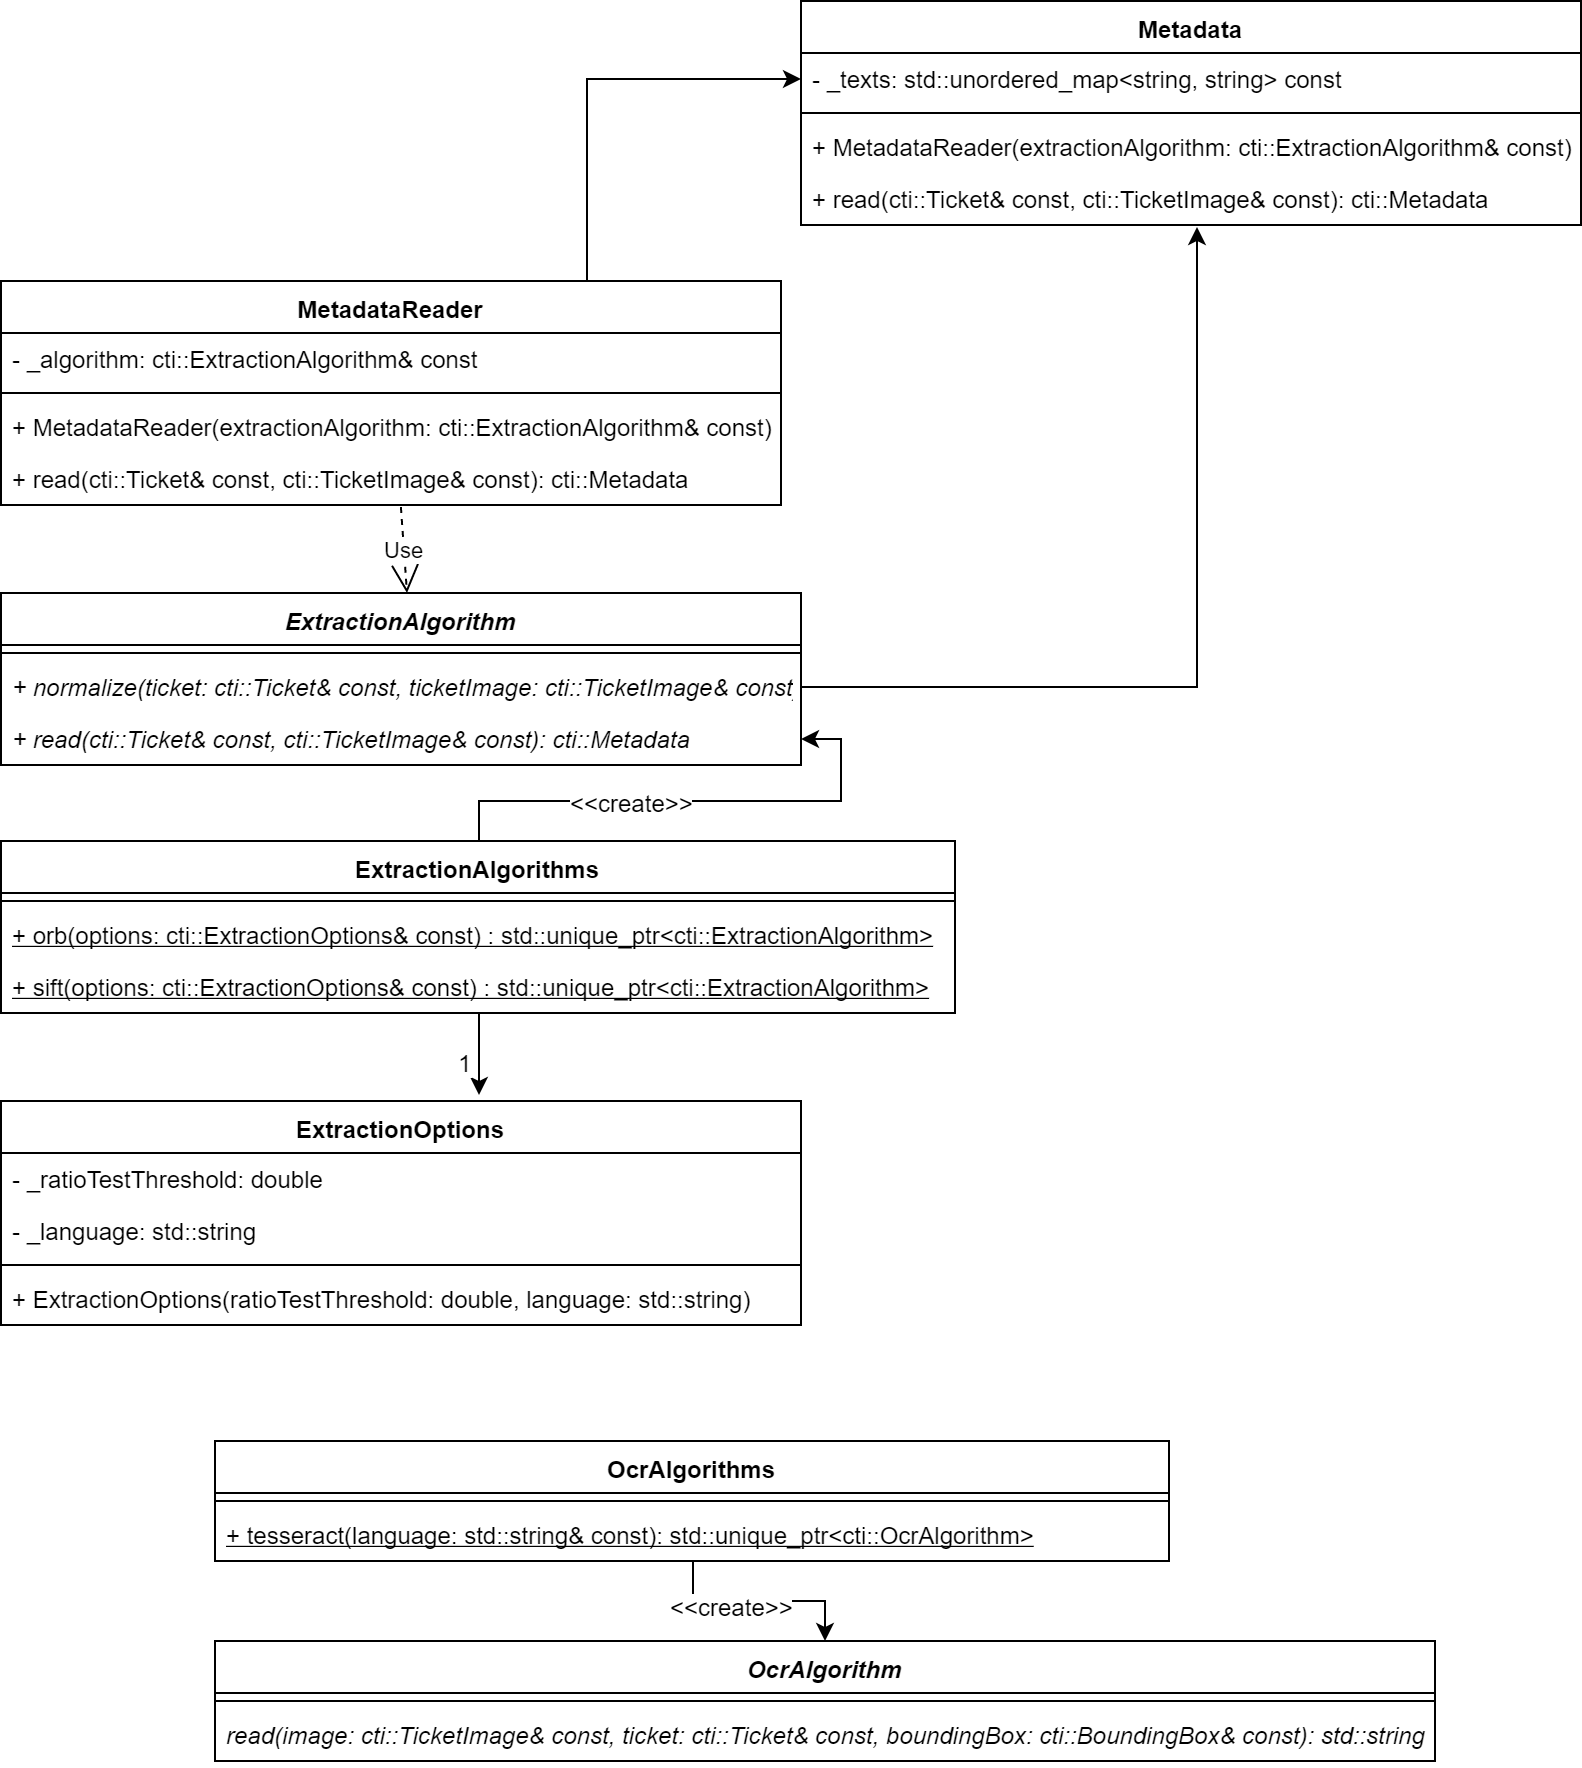 Metadata
- _texts: std::unordered_map<string, string> const
+ MetadataReader(extractionAlgorithm: cti::ExtractionAlgorithm& const)
+ read(cti::Ticket& const, cti::TicketImage& const): cti::Metadata
MetadataReader
- _algorithm: cti::ExtractionAlgorithm& const
+ MetadataReader(extractionAlgorithm: cti::ExtractionAlgorithm& const)
+ read(cti::Ticket& const, cti::TicketImage& const): cti::Metadata
Use
ExtractionAlgorithm
+ normalize(ticket: cti::Ticket& const, ticketImage: cti::TicketImage& const
+ read(cti::Ticket& const, cti::TicketImage& const): cti::Metadata
<<create>>
ExtractionAlgorithms
+ orb(options: cti::ExtractionOptions& const) : std::unique_ptr<cti::ExtractionAlgorithm>
+ sift(options: cti::ExtractionOptions& const) : std::unique_ptr<cti::ExtractionAlgorithm>
1
ExtractionOptions
- _ratioTestThreshold: double
- _language: std::string
+ ExtractionOptions(ratioTestThreshold: double, language: std::string)
OcrAlgorithms
+ tesseract(language: std::string& const): std::unique_ptr<cti::OcrAlgorithm>
<<create>>
OcrAlgorithm
read(image: cti::TicketImage& const, ticket: cti::Ticket& const, boundingBox: cti::BoundingBox& const): std::string